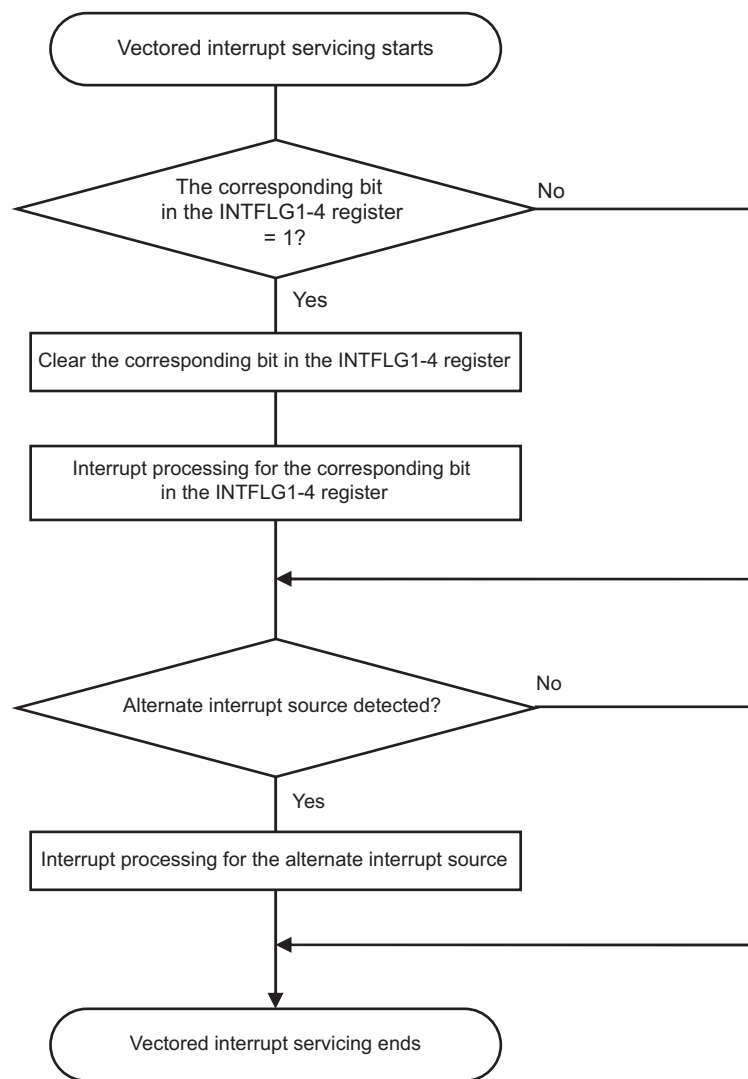 Vectored interrupt servicing starts
The corresponding bit
in the INTFLG1-4 register
= 1?
No
Yes
Clear the corresponding bit in the INTFLG1-4 register
Interrupt processing for the corresponding bit
in the INTFLG1-4 register
Alternate interrupt source detected?
No
Yes
Interrupt processing for the alternate interrupt source
Vectored interrupt servicing ends